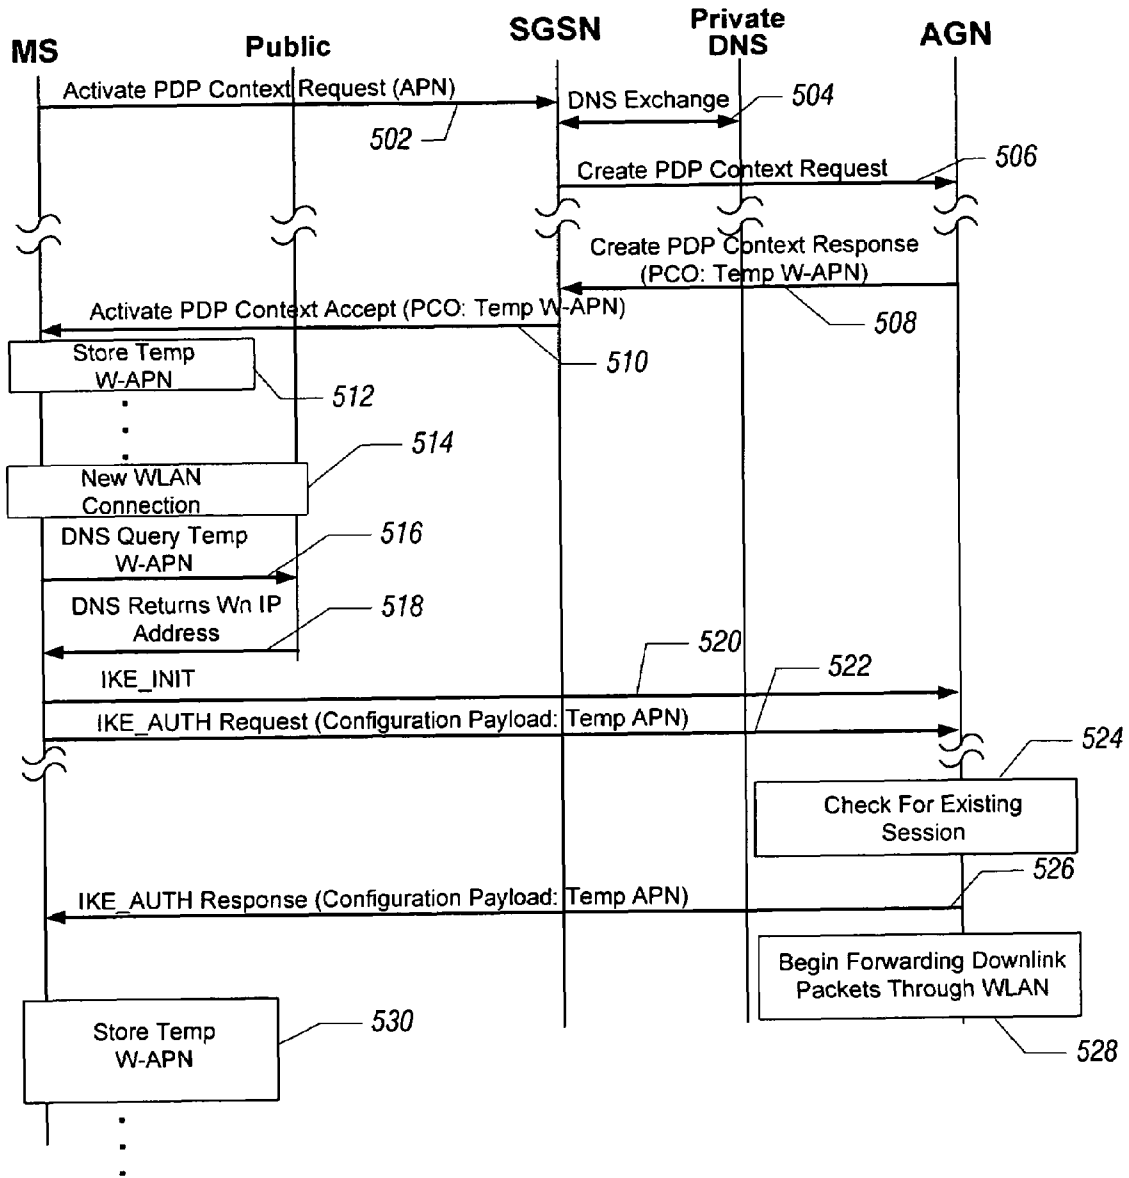 MS
Public
SGSN
Private
DNS
AGN
Activate PDP Context Request (APN)
502
DNS Exchange
504
Create PDP Context Request
506
Create PDP Context Response
(PCO: Temp W-APN)
508
Activate PDP Context Accept (PCO: Temp W-APN)
510
Store Temp
W-APN
512
New WLAN
Connection
514
DNS Query Temp
W-APN
516
DNS Returns Wn IP
Address
518
IKE_INIT
520
IKE_AUTH Request (Configuration Payload: Temp APN)
522
Check For Existing
Session
524
IKE_AUTH Response (Configuration Payload: Temp APN)
526
Begin Forwarding Downlink
Packets Through WLAN
528
Store Temp
W-APN
530